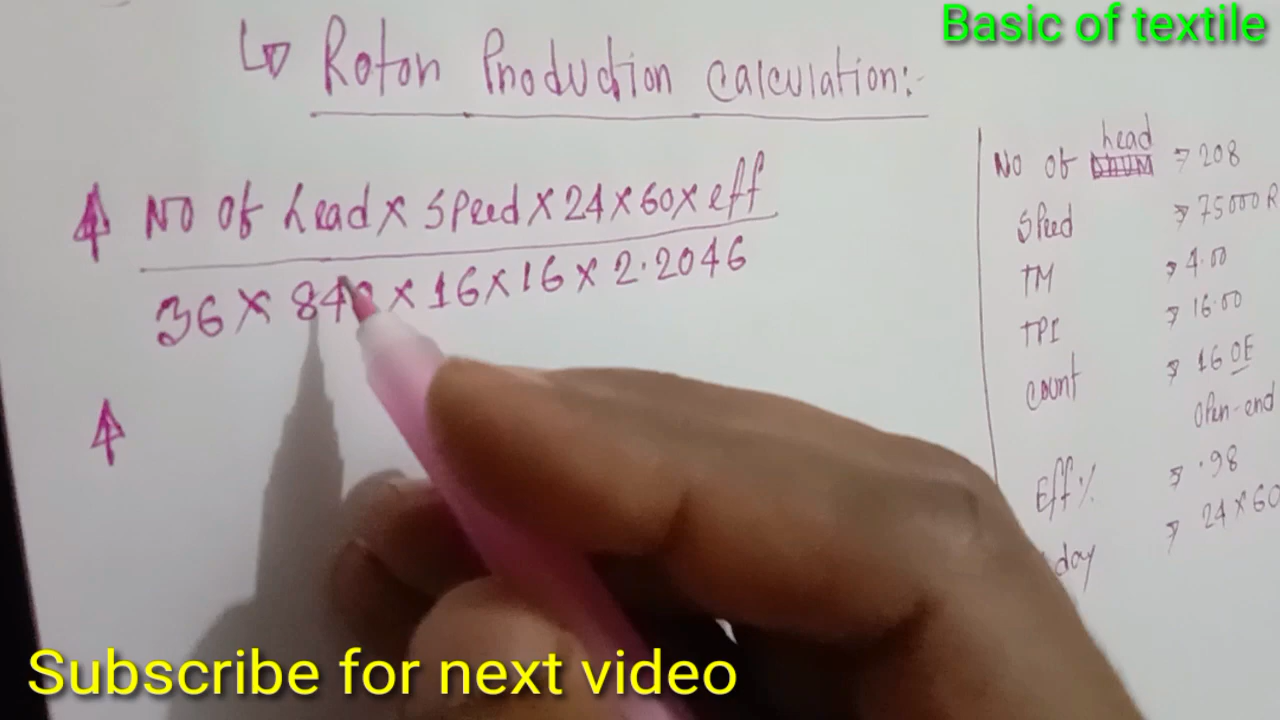 Basic of textile
Roton Production calculation:-
No of head x speed x 24 x 60 x eff
36 x 840 x 16 x 16 x 2.2046
No of head 208
Speed 75000 R
TM 4.00
TPI 16.00
count 16 OE
open-end
Eff% .98
day 24 x 60
Subscribe for next video